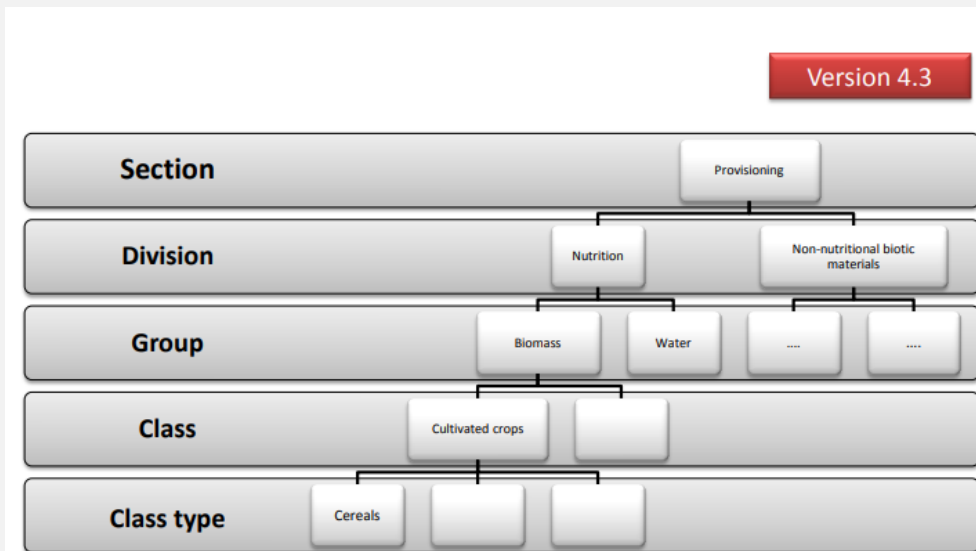 Version 4.3
Section
Provisioning
Division
Nutrition
Non-nutritional biotic
materials
Group
Biomass
Water
....
....
Class
Cultivated crops
Class type
Cereals